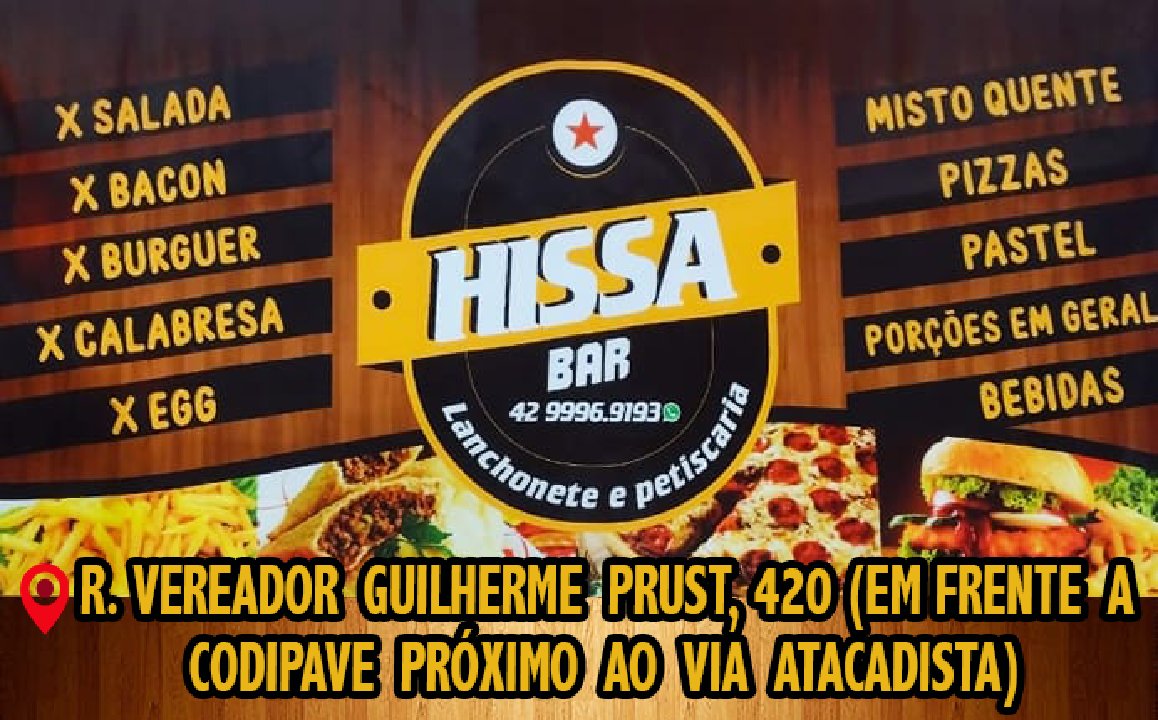 X SALADA
X BACON
X BURGUER
X CALABRESA
X EGG
HISSA
BAR
42 9996.9193
Lanchonete e petiscaria
MISTO QUENTE
PIZZAS
PASTEL
PORÇÕES EM GERAL
BEBIDAS
R. VEREADOR GUILHERME PRUST, 420 (EM FRENTE A
CODIPAVE PRÓXIMO AO VIA ATACADISTA)